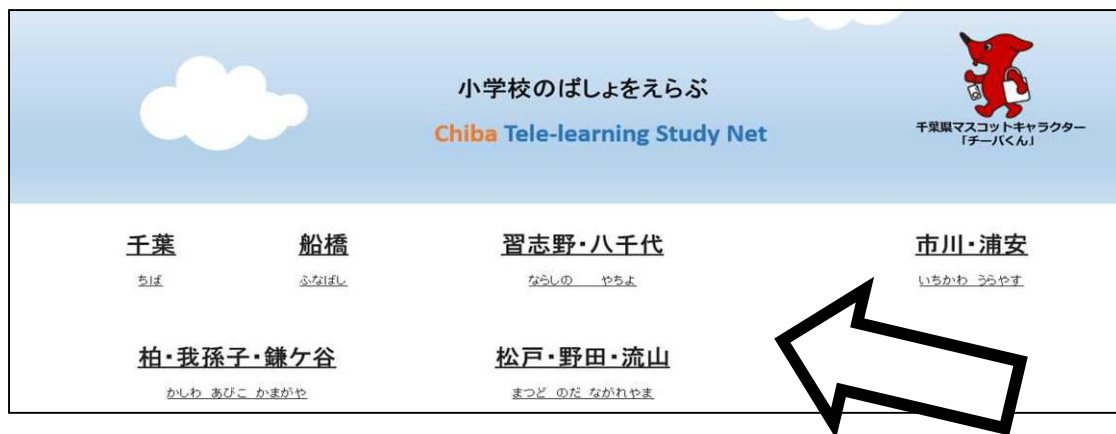 小学校のばしょをえらぶ
Chiba Tele-learning Study Net
千葉県マスコットキャラクター
「チーバくん」
千葉 船橋 習志野・八千代 市川・浦安
ちば ふなばし ならしの やちよ いちかわ うらやす
柏・我孫子・鎌ケ谷 松戸・野田・流山
かしわ あびこ かまがや まつど のだ ながれやま